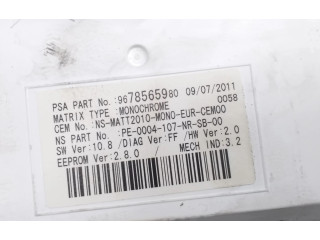 PSA PART No.:9678565980 09/07/2011
MATRIX TYPE :MONOCHROME 0058
CEM No.: NS-MATT2010-MONO-EUR-CEM00
NS PART No.: PE-0004-107-NR-SB-00
SW Ver:10.8 /DIAG Ver:FF /HW Ver:2.0
EEPROM Ver:2.8.0 / MECH IND:3.2